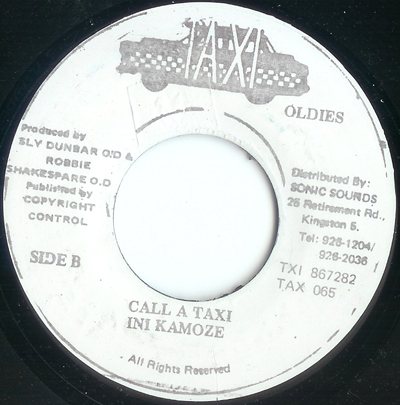 TAXI
OLDIES
Produced by
SLY DUNBAR O.D &
ROBBIE
SHAKESPARE O.D
Published by
COPYRIGHT
CONTROL
SIDE B
Distributed By:
SONIC SOUNDS
25 Retirement Rd.,
Kingston 5.
Tel: 926-1204/
926-2036
TXI 867282
TAX 065
CALL A TAXI
INI KAMOZE
All Rights Reserved